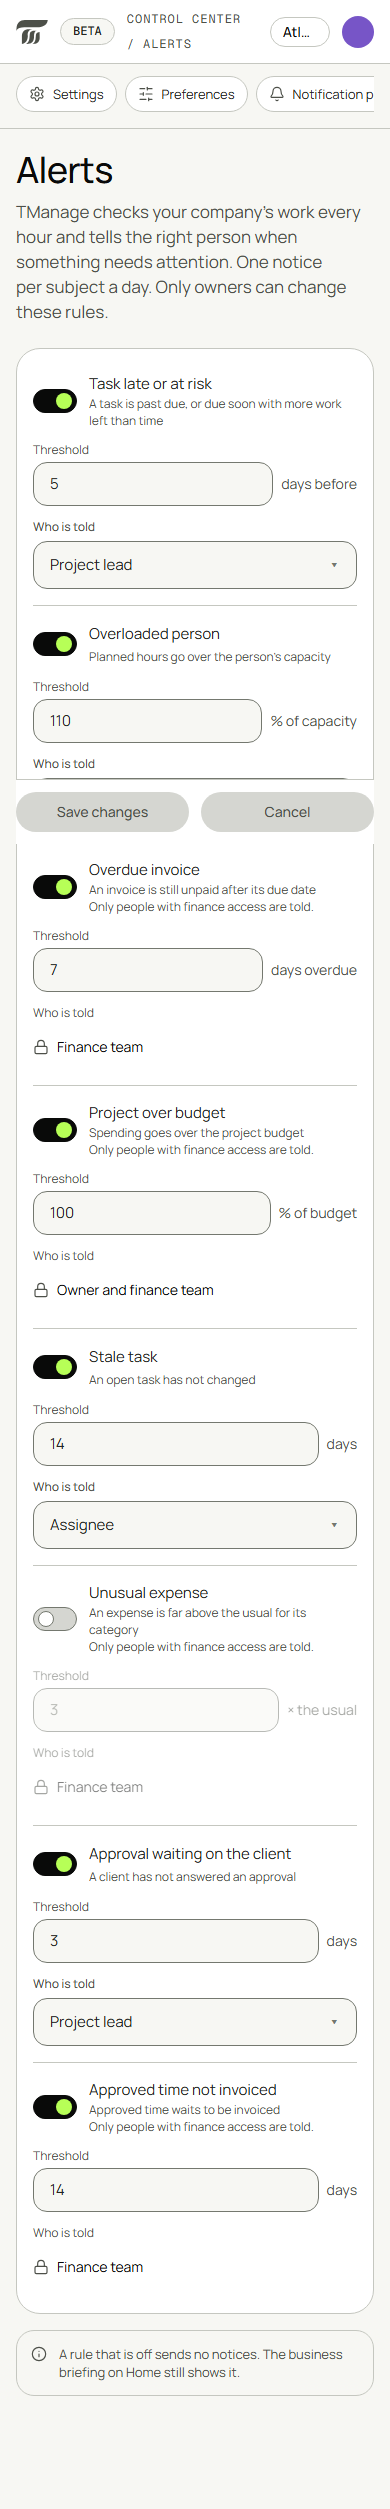 BETA
CONTROL CENTER
/ ALERTS
Atl...
Settings
Preferences
Notification p
Alerts
TManage checks your company's work every
hour and tells the right person when
something needs attention. One notice
per subject a day. Only owners can change
these rules.
Task late or at risk
A task is past due, or due soon with more work
left than time
Threshold
5
days before
Who is told
Project lead
Overloaded person
Planned hours go over the person's capacity
Threshold
110
% of capacity
Who is told
Save changes
Cancel
Overdue invoice
An invoice is still unpaid after its due date
Only people with finance access are told.
Threshold
7
days overdue
Who is told
Finance team
Project over budget
Spending goes over the project budget
Only people with finance access are told.
Threshold
100
% of budget
Who is told
Owner and finance team
Stale task
An open task has not changed
Threshold
14
days
Who is told
Assignee
Unusual expense
An expense is far above the usual for its
category
Only people with finance access are told.
Threshold
3
× the usual
Who is told
Finance team
Approval waiting on the client
A client has not answered an approval
Threshold
3
days
Who is told
Project lead
Approved time not invoiced
Approved time waits to be invoiced
Only people with finance access are told.
Threshold
14
days
Who is told
Finance team
A rule that is off sends no notices. The business
briefing on Home still shows it.